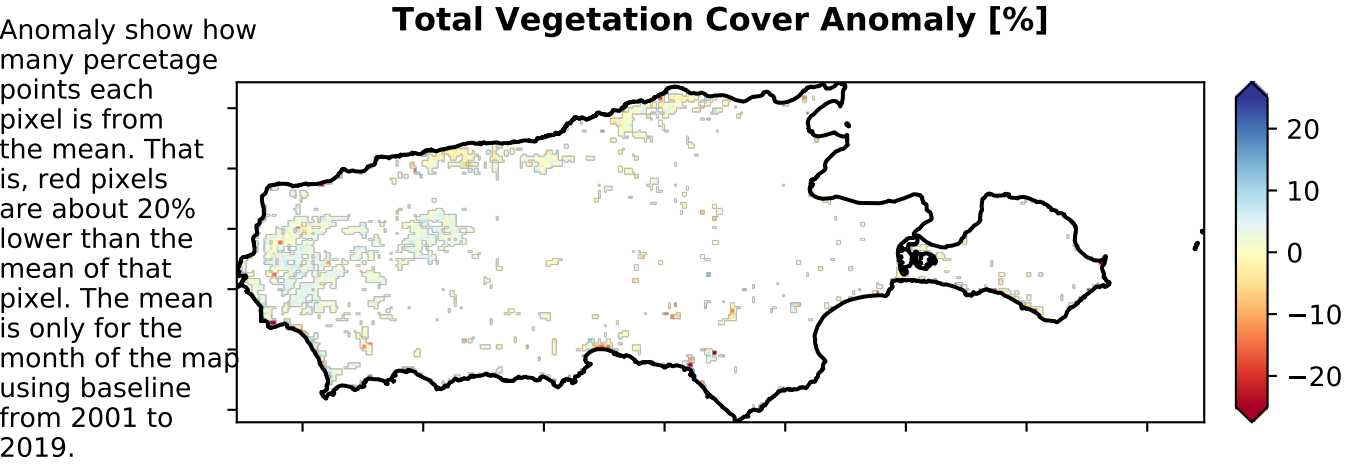 Total Vegetation Cover Anomaly [%]
Anomaly show how
many percetage
points each
pixel is from
the mean. That
is, red pixels
are about 20%
lower than the
mean of that
pixel. The mean
is only for the
month of the map
using baseline
from 2001 to
2019.
20
10
0
−10
−20